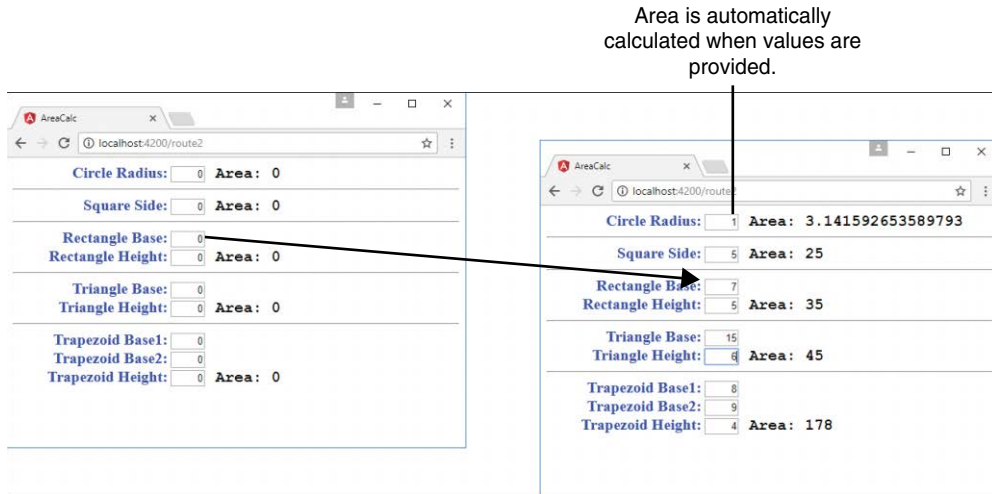 Area is automatically
calculated when values are
provided.
AreaCalc
localhost:4200/route2
Circle Radius: 0 Area: 0
Square Side: 0 Area: 0
Rectangle Base: 0
Rectangle Height: 0 Area: 0
Triangle Base: 0
Triangle Height: 0 Area: 0
Trapezoid Base1: 0
Trapezoid Base2: 0
Trapezoid Height: 0 Area: 0
AreaCalc
localhost:4200/route2
Circle Radius: 1 Area: 3.141592653589793
Square Side: 5 Area: 25
Rectangle Base: 7
Rectangle Height: 5 Area: 35
Triangle Base: 15
Triangle Height: 6 Area: 45
Trapezoid Base1: 8
Trapezoid Base2: 9
Trapezoid Height: 4 Area: 178